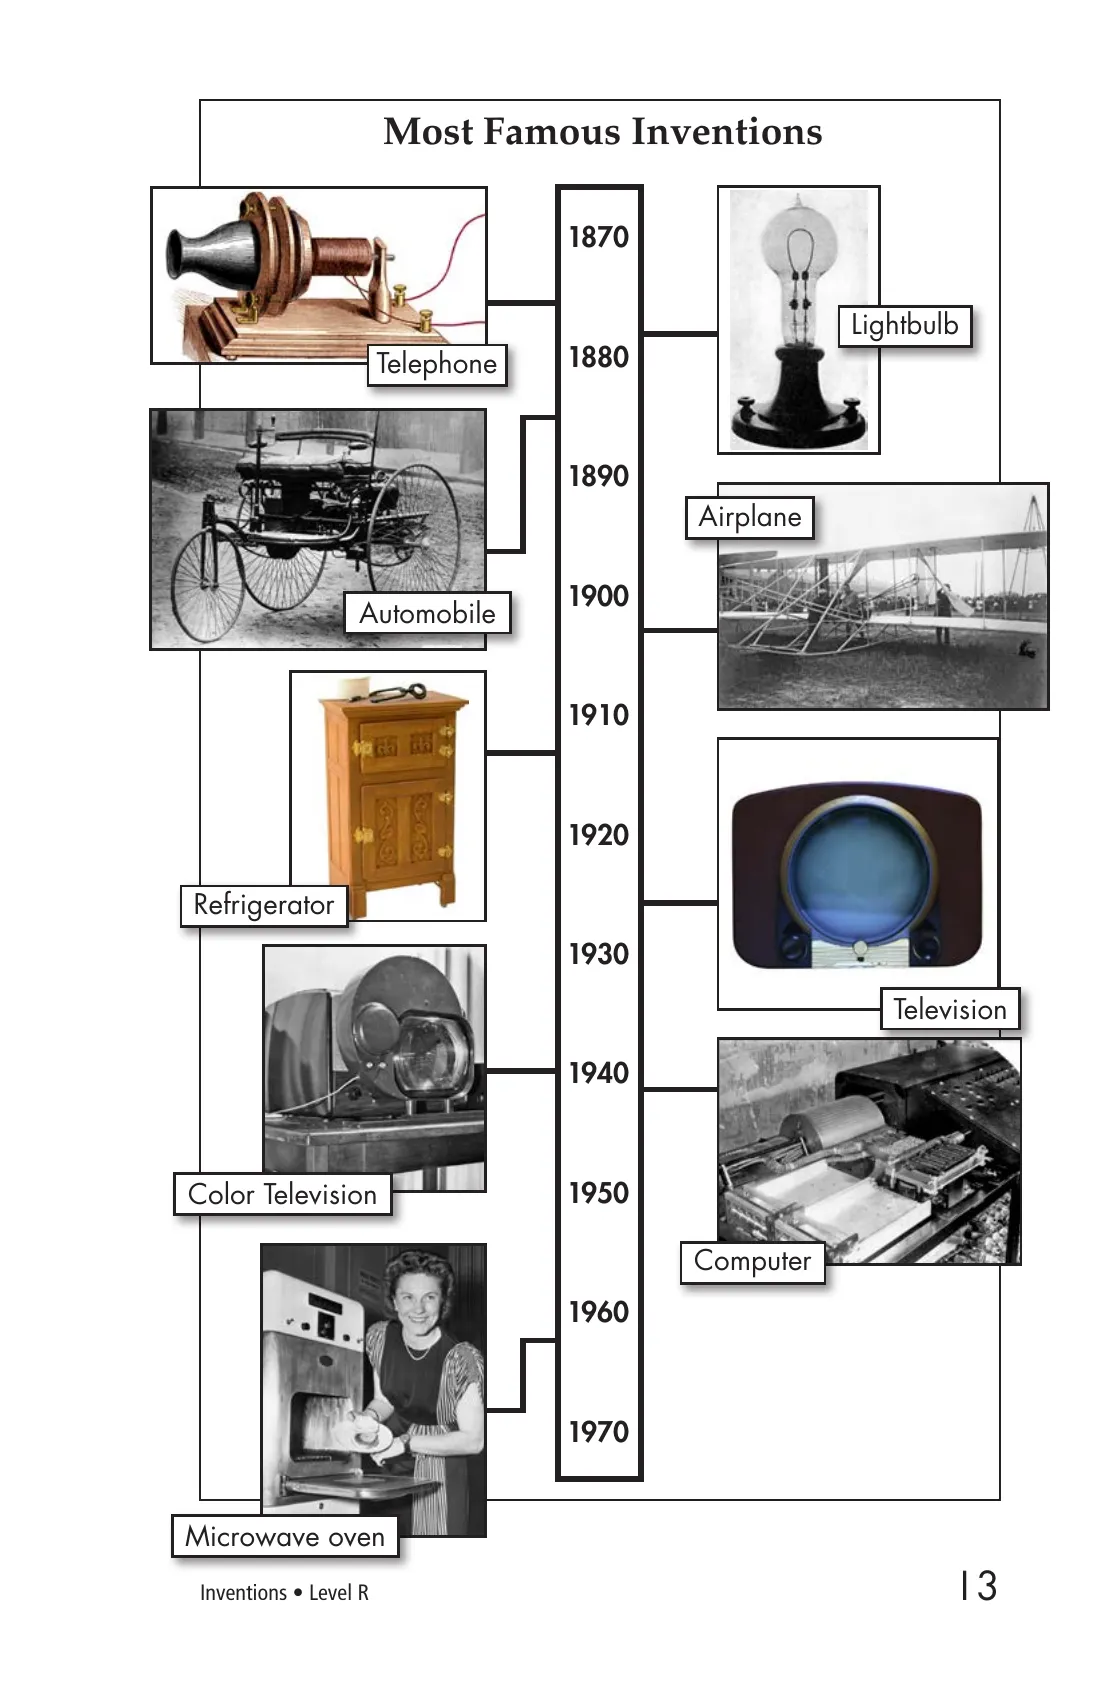 Most Famous Inventions
1870
Lightbulb
1880
Telephone
1890
Airplane
1900
Automobile
1910
1920
Refrigerator
1930
Television
1940
1950
Color Television
Computer
1960
1970
Microwave oven
Inventions • Level R
13